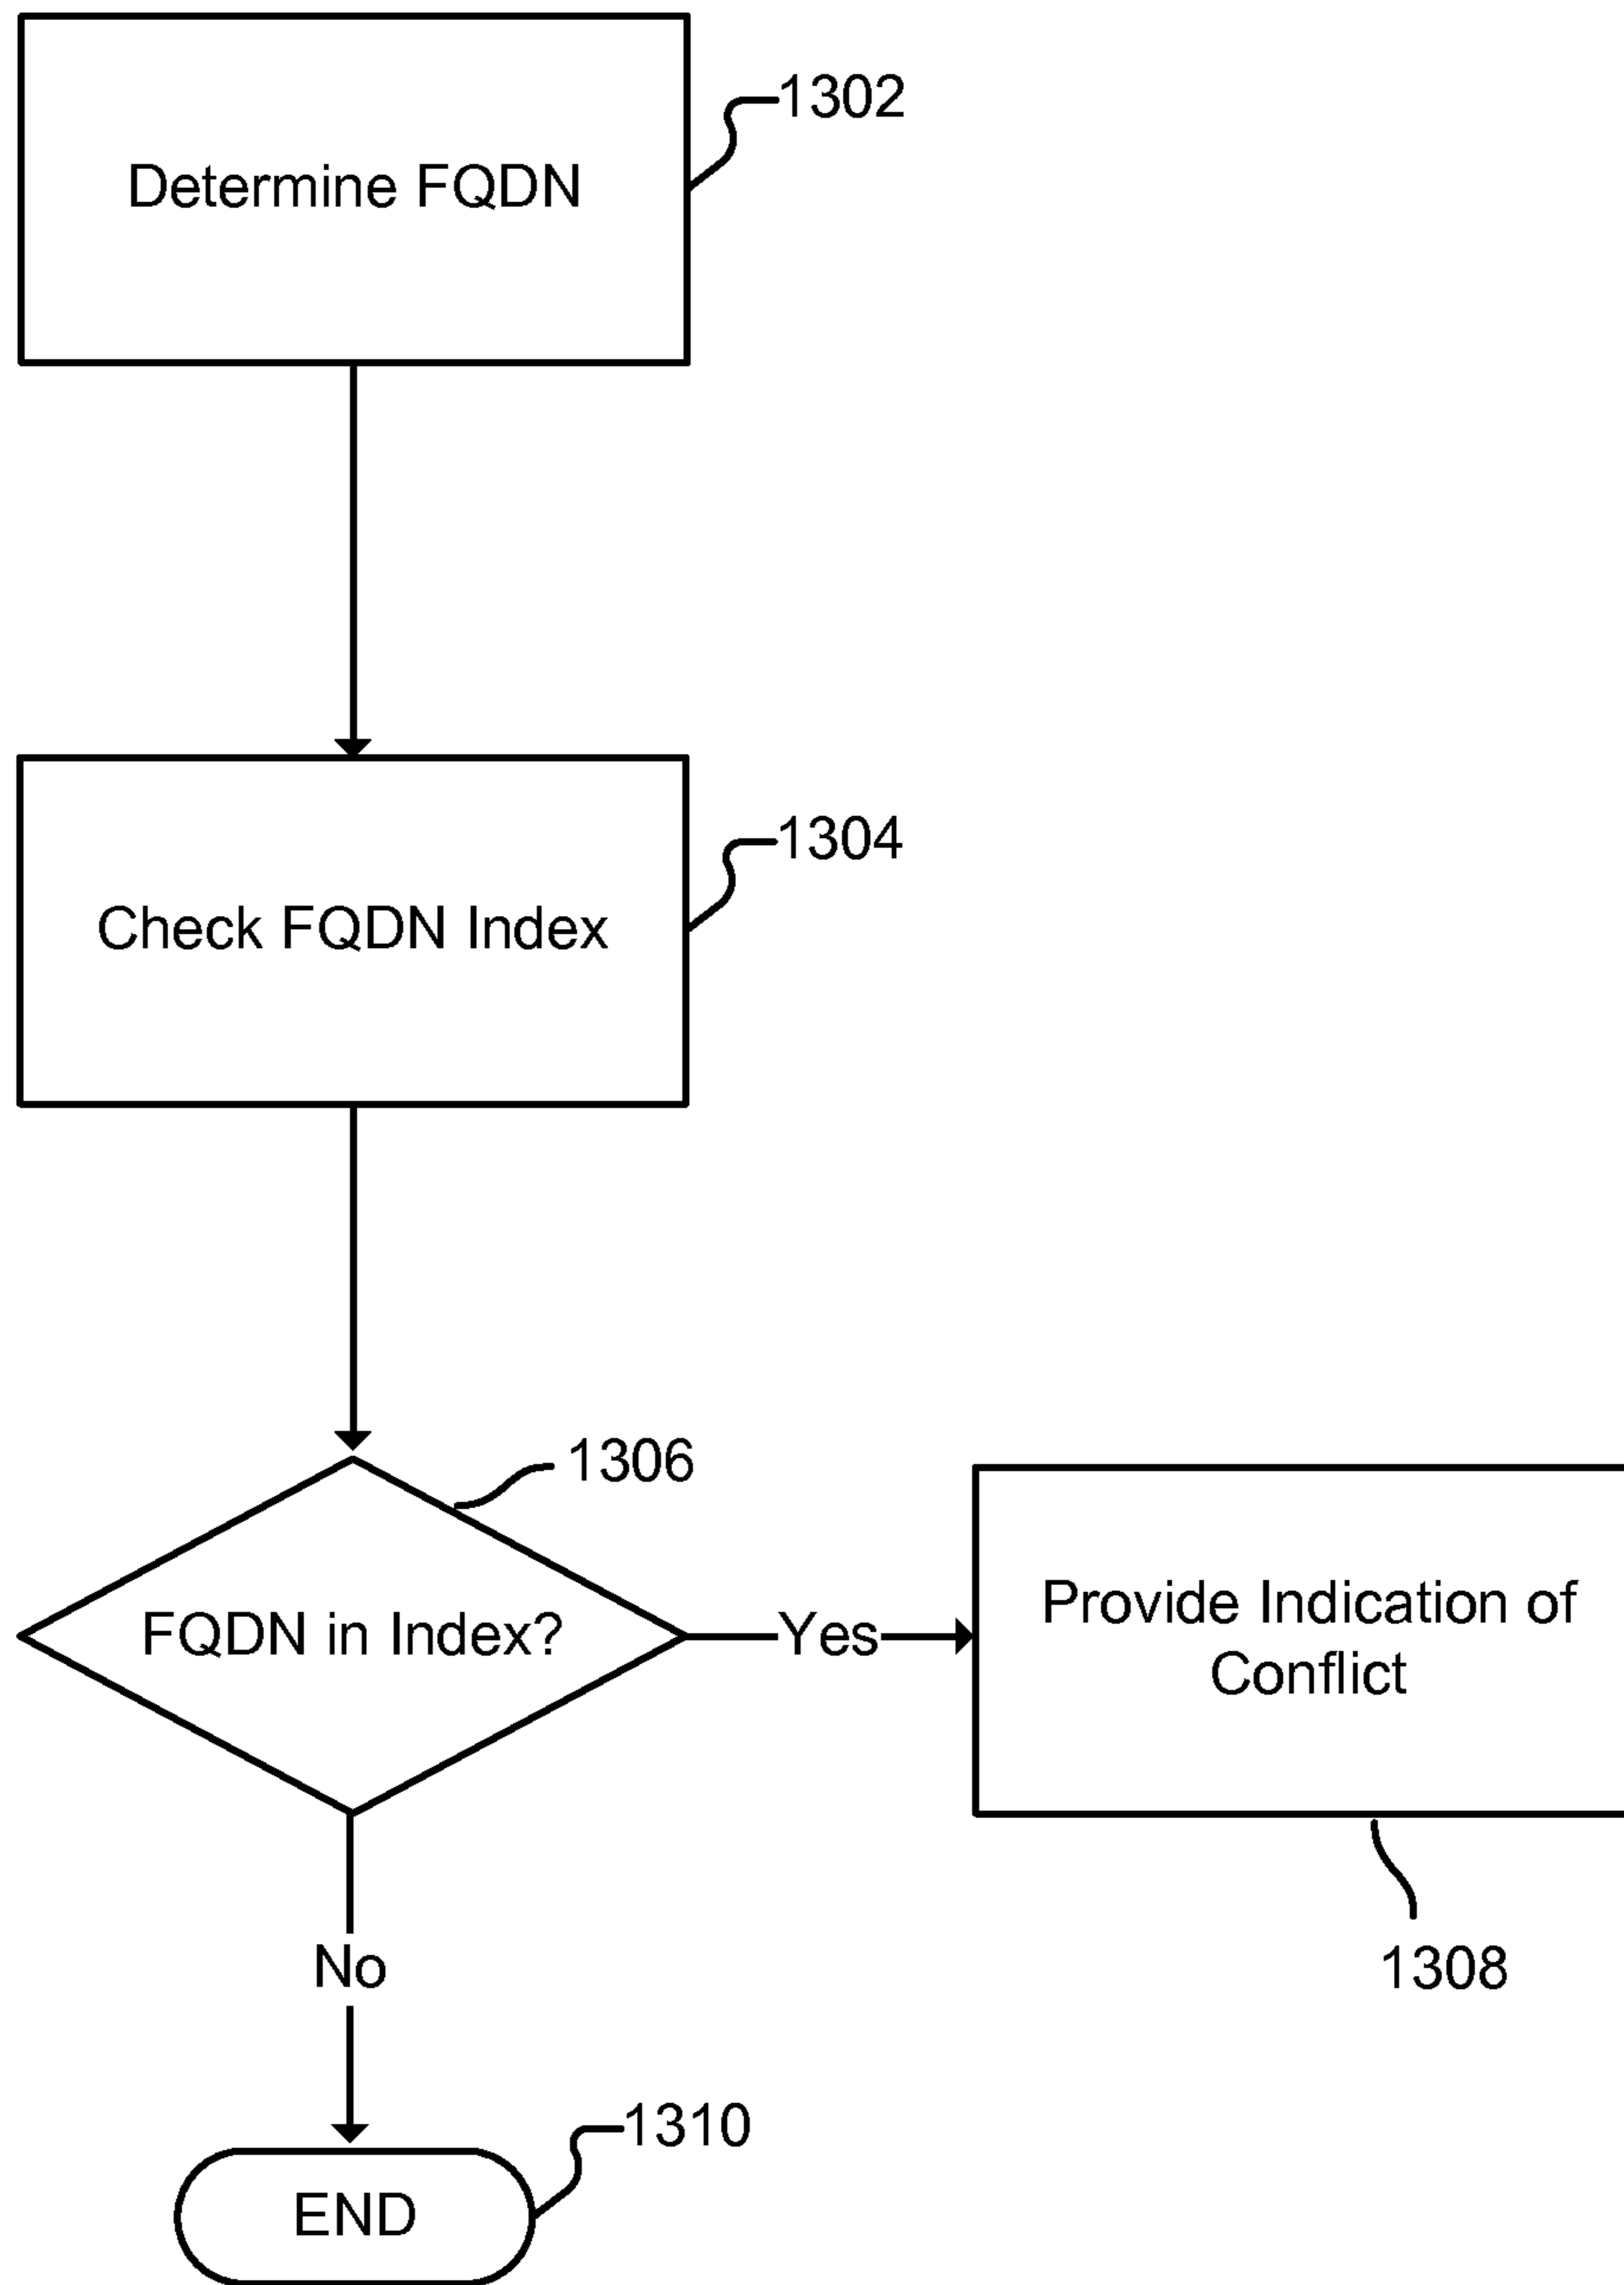 1302
Determine FQDN
1304
Check FQDN Index
1306
FQDN in Index?
Yes
Provide Indication of
Conflict
1308
No
1310
END